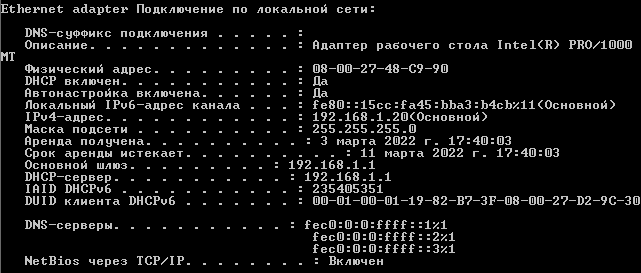 Ethernet adapter Подключение по локальной сети:
DNS-суффикс подключения . . . . . :
Описание. . . . . . . . . . . . . : Адаптер рабочего стола Intel(R) PRO/1000
MT
Физический адрес. . . . . . . . . : 08-00-27-48-C9-90
DHCP включен. . . . . . . . . . . : Да
Автонастройка включена. . . . . . : Да
Локальный IPv6-адрес канала . . . : fe80::15cc:fa45:bba3:b4cb%11(Основной)
IPv4-адрес. . . . . . . . . . . . : 192.168.1.20(Основной)
Маска подсети . . . . . . . . . . : 255.255.255.0
Аренда получена. . . . . . . . . . : 3 марта 2022 г. 17:40:03
Срок аренды истекает. . . . . . . . . . : 11 марта 2022 г. 17:40:03
Основной шлюз. . . . . . . . . : 192.168.1.1
DHCP-сервер. . . . . . . . . . . : 192.168.1.1
IAID DHCPv6 . . . . . . . . . . . : 235405351
DUID клиента DHCPv6 . . . . . . . : 00-01-00-01-19-82-B7-3F-08-00-27-D2-9C-30
DNS-серверы. . . . . . . . . . . : fec0:0:0:ffff::1%1
fec0:0:0:ffff::2%1
fec0:0:0:ffff::3%1
NetBios через TCP/IP. . . . . . . . : Включен